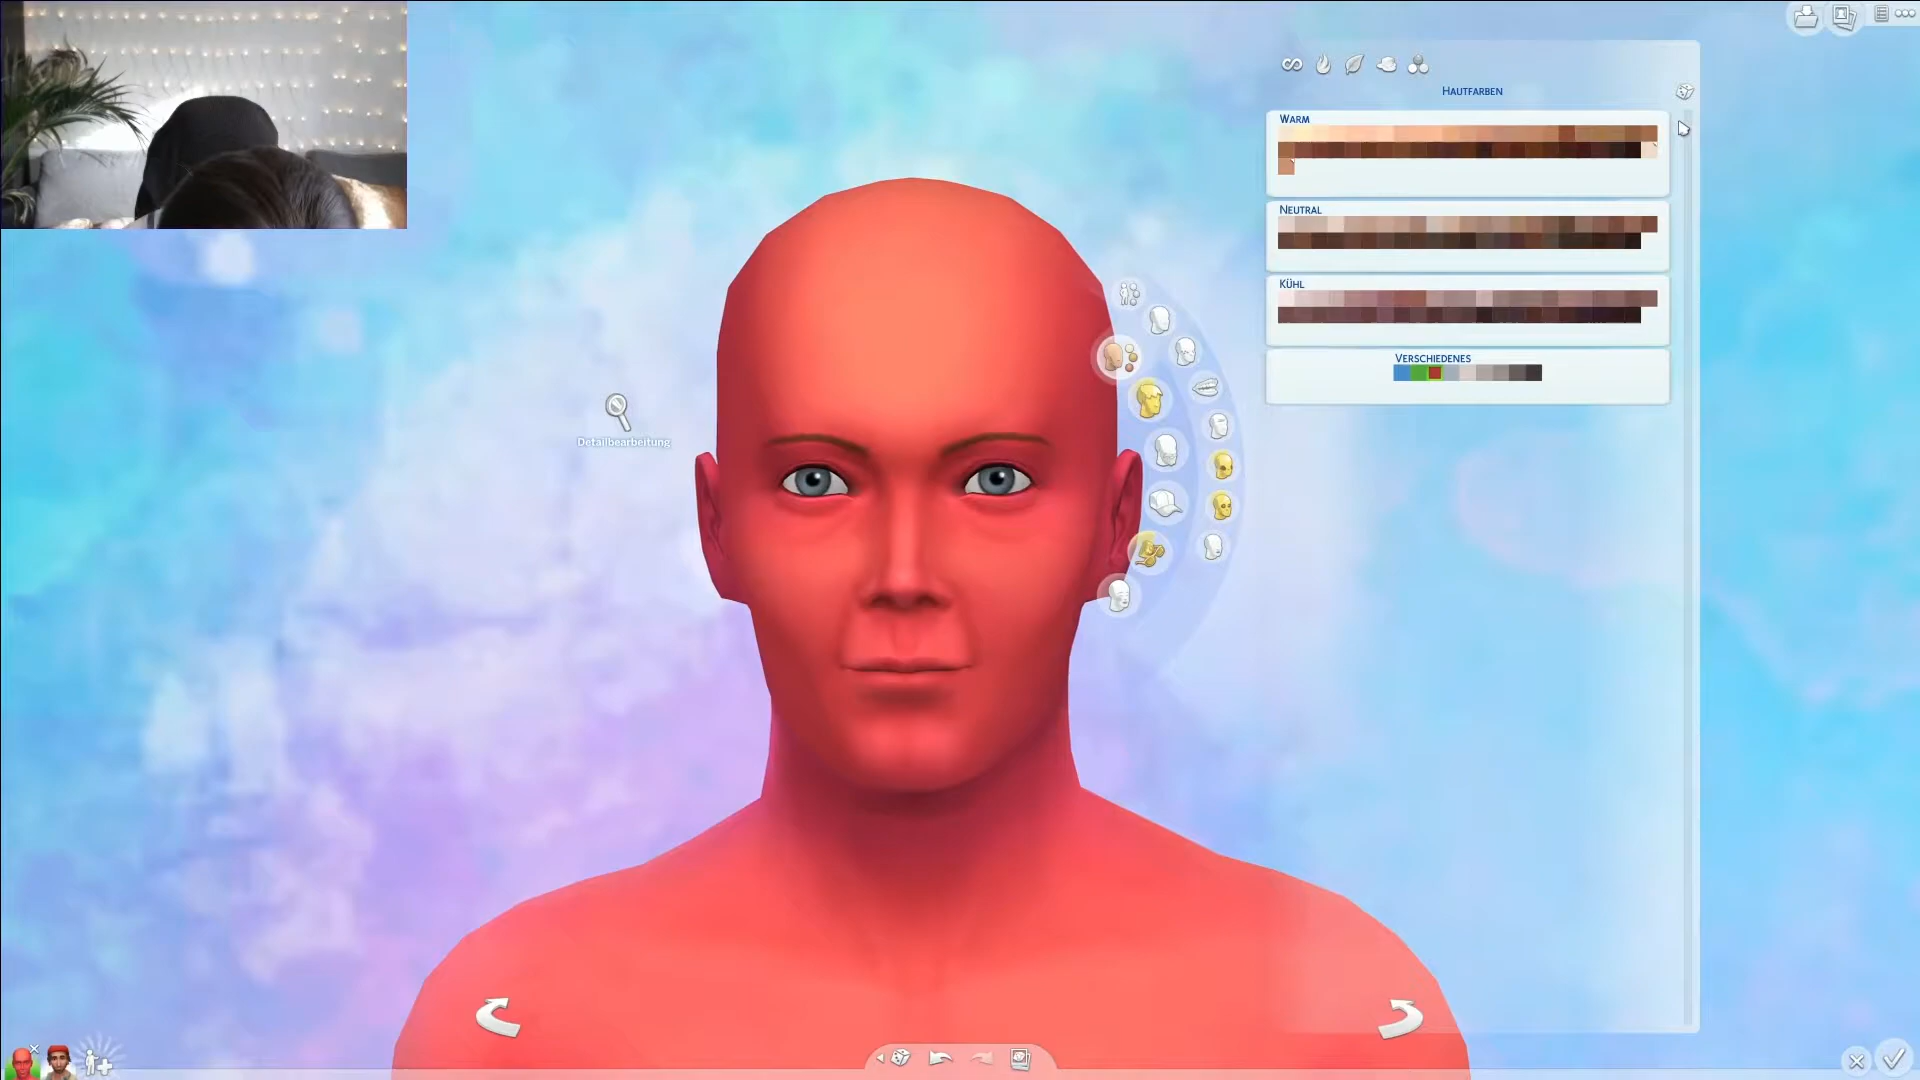 HAUTFARBEN
WARM
NEUTRAL
KÜHL
VERSCHIEDENES
Detailbearbeitung